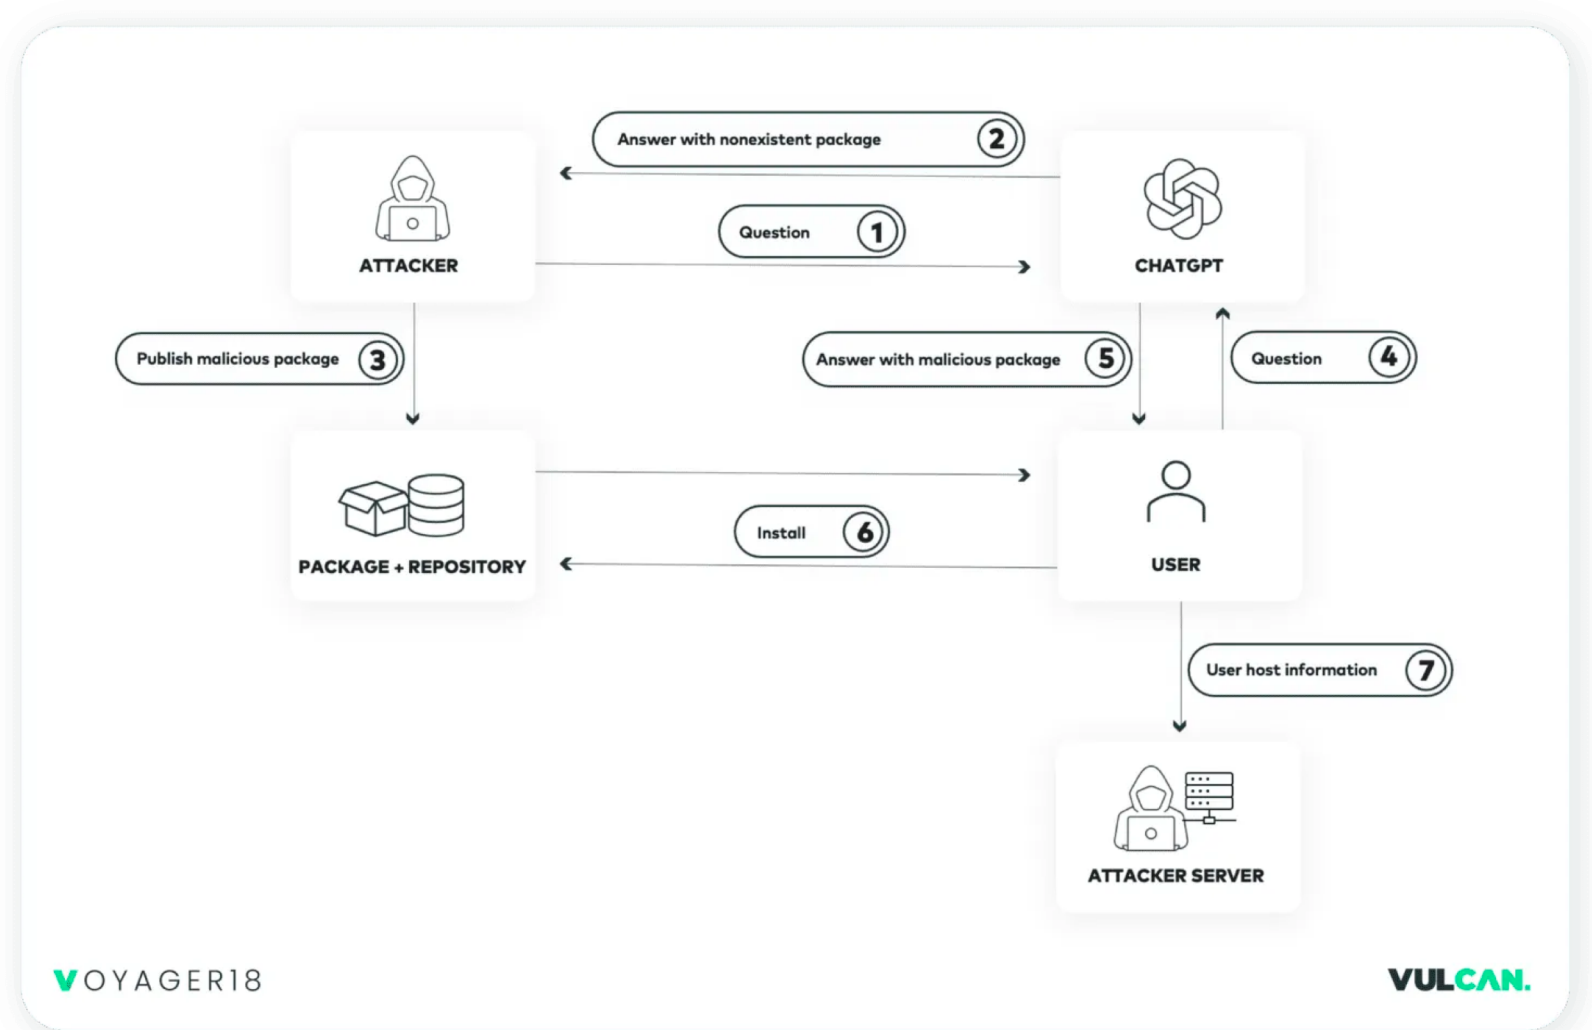 Answer with nonexistent package 2
Question 1
ATTACKER
CHATGPT
Publish malicious package 3
Answer with malicious package 5
Question 4
Install 6
PACKAGE + REPOSITORY
USER
User host information 7
ATTACKER SERVER
VOYAGER18
VULCAN.